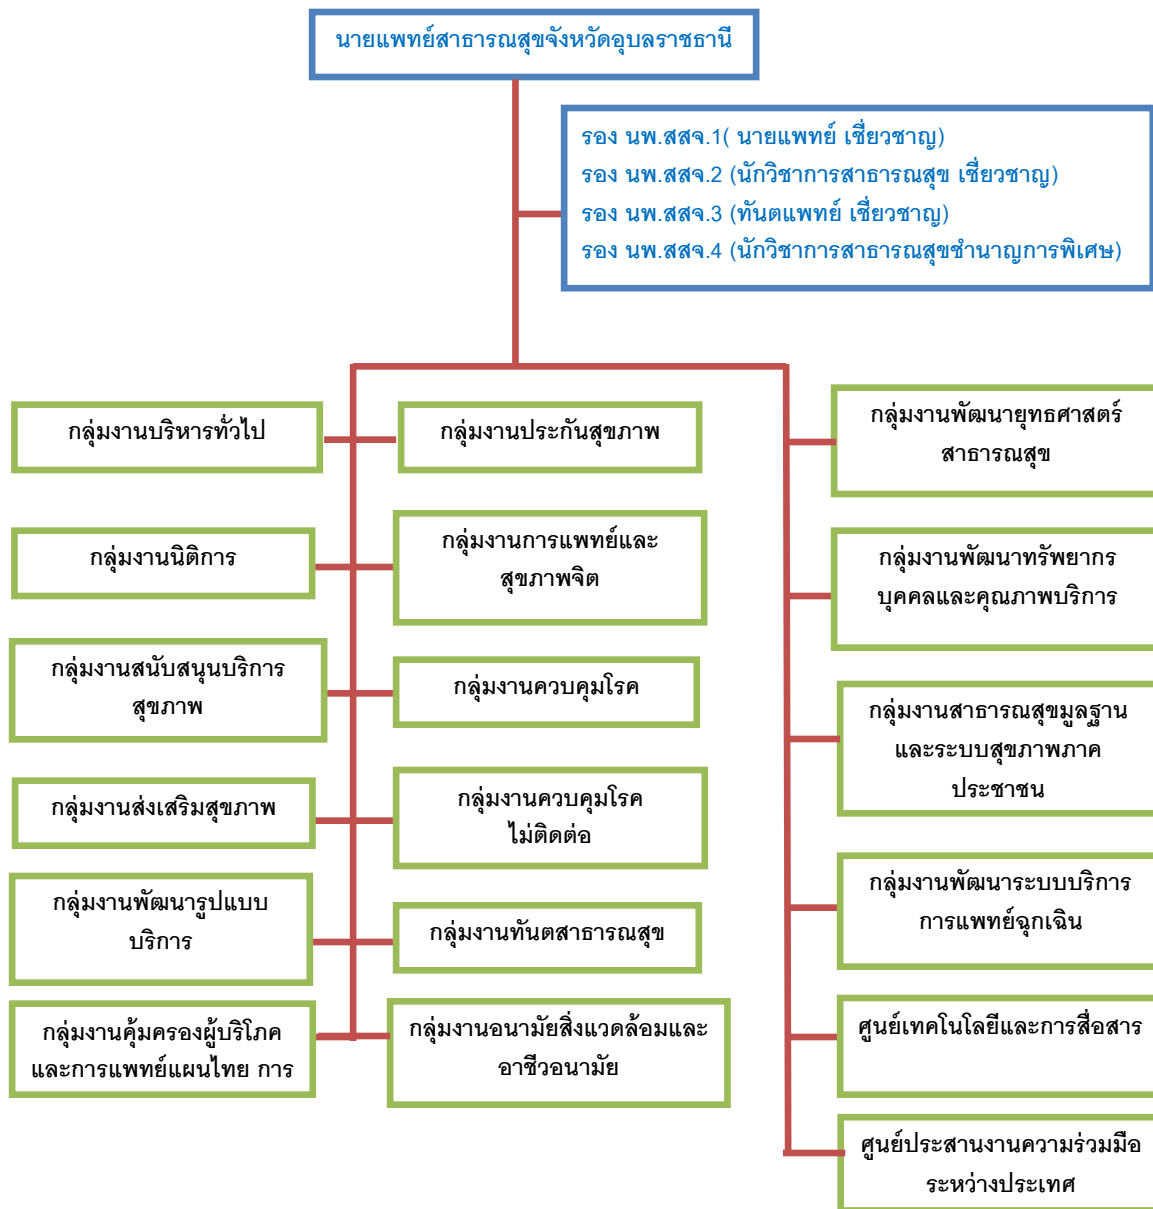 นายแพทย์สาธารณสุขจังหวัดอุบลราชธานี
รอง นพ.สสจ.1( นายแพทย์ เชี่ยวชาญ)
รอง นพ.สสจ.2 (นักวิชาการสาธารณสุข เชี่ยวชาญ)
รอง นพ.สสจ.3 (ทันตแพทย์ เชี่ยวชาญ)
รอง นพ.สสจ.4 (นักวิชาการสาธารณสุขชำนาญการพิเศษ)
กลุ่มงานบริหารทั่วไป
กลุ่มงานประกันสุขภาพ
กลุ่มงานพัฒนายุทธศาสตร์
สาธารณสุข
กลุ่มงานนิติการ
กลุ่มงานการแพทย์และ
สุขภาพจิต
กลุ่มงานพัฒนาทรัพยากร
บุคคลและคุณภาพบริการ
กลุ่มงานสนับสนุนบริการ
สุขภาพ
กลุ่มงานควบคุมโรค
กลุ่มงานสาธารณสุขมูลฐาน
และระบบสุขภาพภาค
ประชาชน
กลุ่มงานส่งเสริมสุขภาพ
กลุ่มงานควบคุมโรค
ไม่ติดต่อ
กลุ่มงานพัฒนาระบบบริการ
การแพทย์ฉุกเฉิน
กลุ่มงานพัฒนารูปแบบ
บริการ
กลุ่มงานทันตสาธารณสุข
ศูนย์เทคโนโลยีและการสื่อสาร
กลุ่มงานคุ้มครองผู้บริโภค
และการแพทย์แผนไทย การ
กลุ่มงานอนามัยสิ่งแวดล้อมและ
อาชีวอนามัย
ศูนย์ประสานงานความร่วมมือ
ระหว่างประเทศ